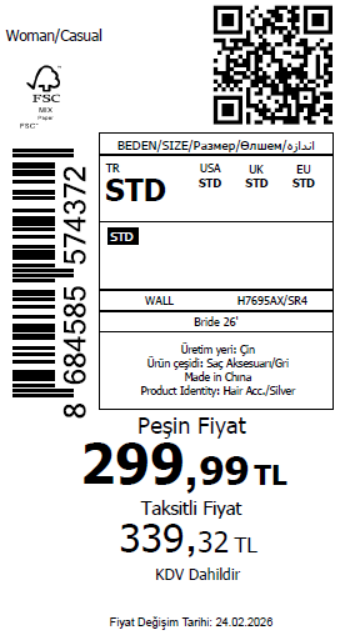 Woman/Casual
FSC
MIX
Paper
FSC™
BEDEN/SIZE/Размер/Өлшем/اندازه
TR USA UK EU
STD STD STD STD
STD
WALL H7695AX/SR4
Bride 26'
Üretim yeri: Çin
Ürün çeşidi: Saç Aksesuarı/Gri
Made in China
Product Identity: Hair Acc./Silver
8 684585 574372
Peşin Fiyat
299,99 TL
Taksitli Fiyat
339,32 TL
KDV Dahildir
Fiyat Değişim Tarihi: 24.02.2026